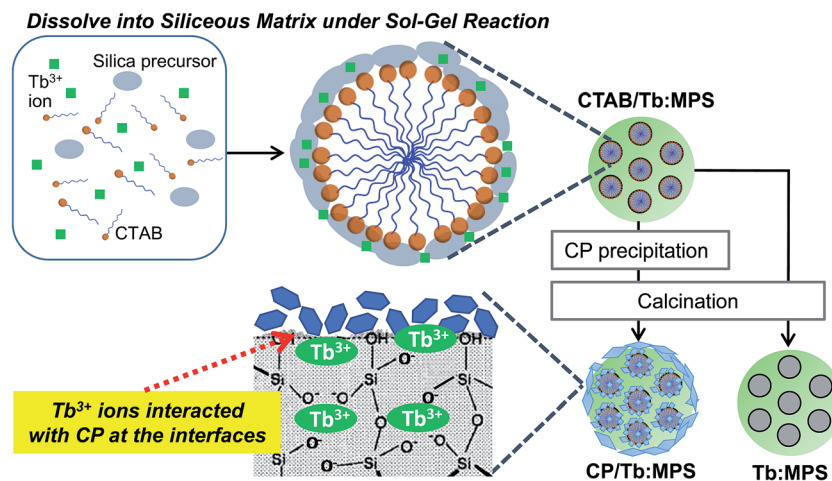 Dissolve into Siliceous Matrix under Sol-Gel Reaction
Silica precursor
Tb3+
ion
CTAB
CTAB/Tb:MPS
CP precipitation
Calcination
OH
Tb3+
Tb3+
OH
O-
O-
Si
Si
Si
O-
O-
Tb3+
Tb3+
O
O
O-
-O
O-
O
Si
Si
Si
Tb3+ ions interacted
with CP at the interfaces
CP/Tb:MPS
Tb:MPS